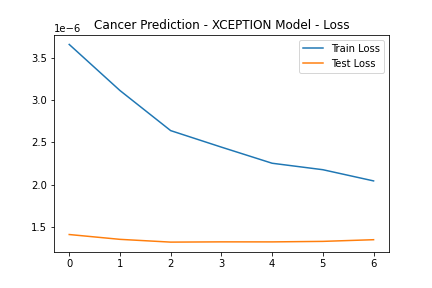 Cancer Prediction - XCEPTION Model - Loss
1e-6
Train Loss
Test Loss
3.5
3.0
2.5
2.0
1.5
0 1 2 3 4 5 6